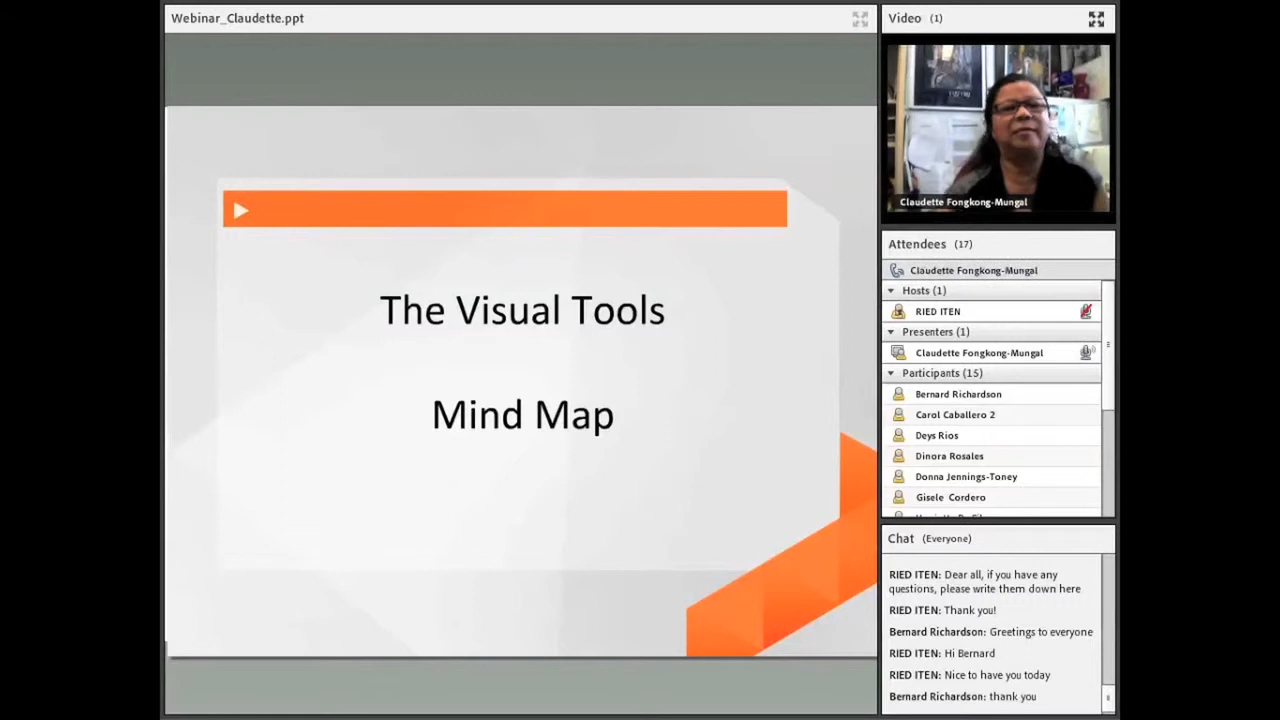 Webinar_Claudette.ppt
The Visual Tools
Mind Map
Video (1)
Claudette Fongkong-Mungal
Attendees (17)
Claudette Fongkong-Mungal
Hosts (1)
RIED ITEN
Presenters (1)
Claudette Fongkong-Mungal
Participants (15)
Bernard Richardson
Carol Caballero 2
Deys Rios
Dinora Rosales
Donna Jennings-Toney
Gisele Cordero
Chat (Everyone)
RIED ITEN: Dear all, if you have any
questions, please write them down here
RIED ITEN: Thank you!
Bernard Richardson: Greetings to everyone
RIED ITEN: Hi Bernard
RIED ITEN: Nice to have you today
Bernard Richardson: thank you